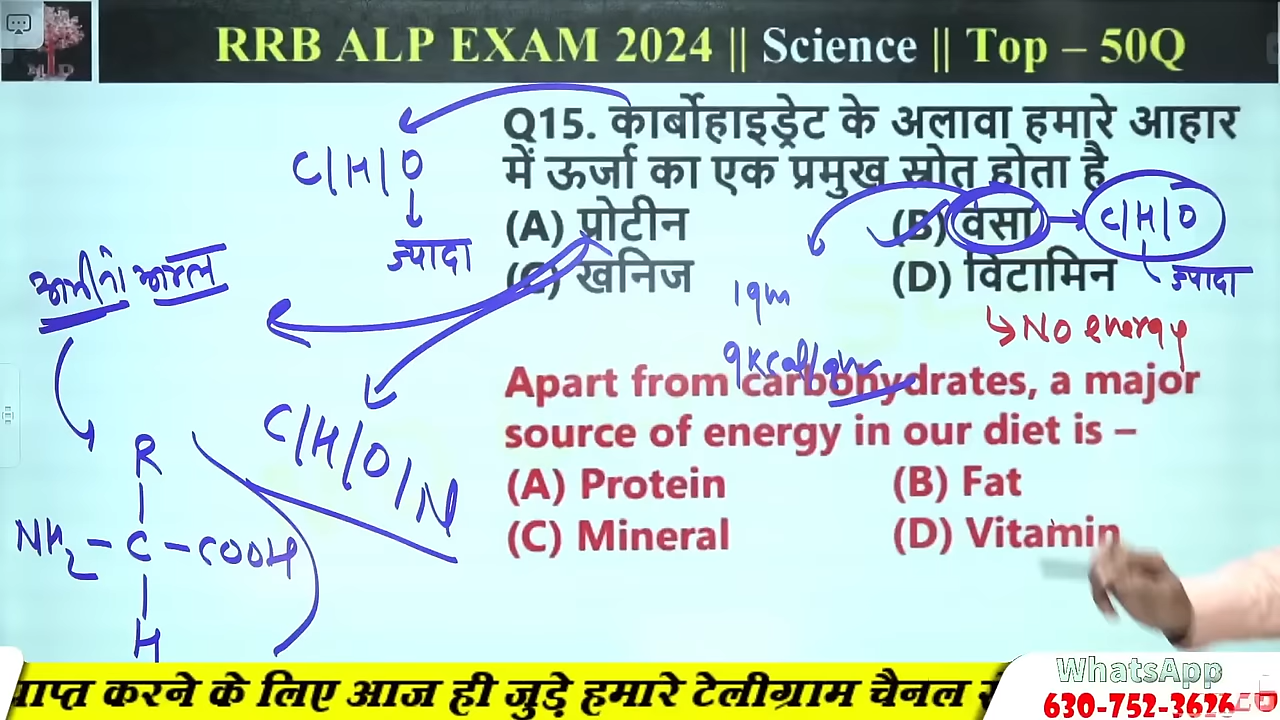 RRB ALP EXAM 2024 || Science || Top – 50Q
Q15. कार्बोहाइड्रेट के अलावा हमारे आहार
में ऊर्जा का एक प्रमुख स्रोत होता है
(A) प्रोटीन
(B) वसा
(C) खनिज
(D) विटामिन
C/H/O
ज्यादा
C/H/O
ज्यादा
अमीनो अम्ल
1gm
9Kcal/gm
No energy
Apart from carbohydrates, a major
source of energy in our diet is –
(A) Protein
(B) Fat
(C) Mineral
(D) Vitamin
C/H/O/N
R
NH2 – C – COOH
H
प्राप्त करने के लिए आज ही जुड़े हमारे टेलीग्राम चैनल
WhatsApp
630-752-3626